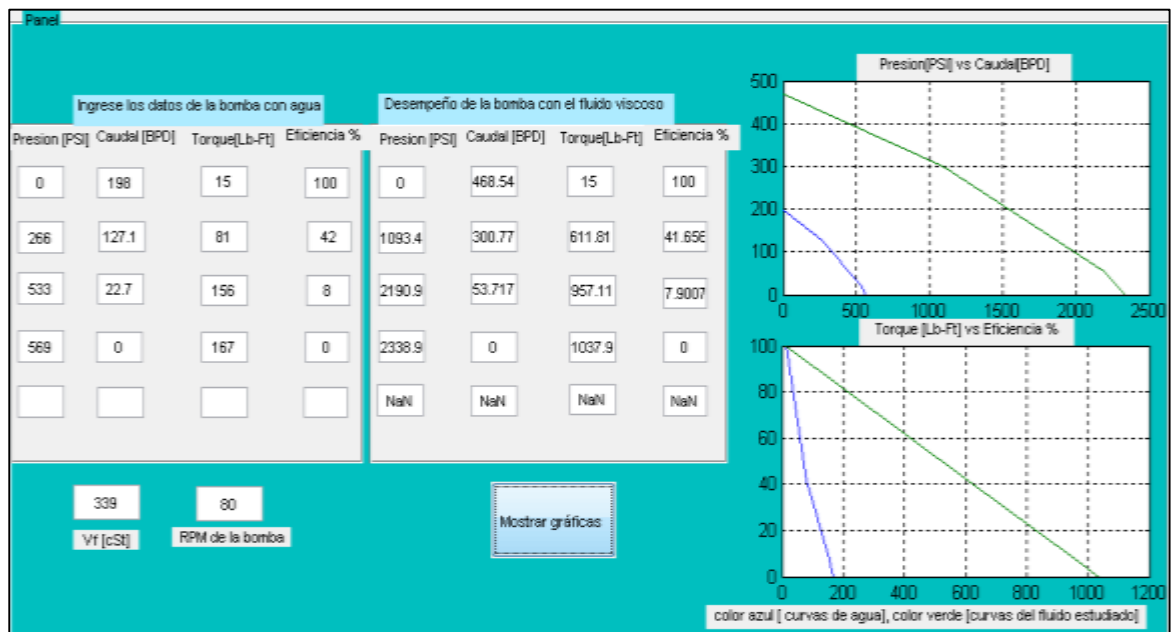 Panel
Ingrese los datos de la bomba con agua
Presion [PSI] Caudal [BPD] Torque[Lb-Ft] Eficiencia %
0 198 15 100
266 127.1 81 42
533 22.7 156 8
569 0 167 0
Desempeño de la bomba con el fluido viscoso
Presion [PSI] Caudal [BPD] Torque[Lb-Ft] Eficiencia %
0 468.54 15 100
1093.4 300.77 611.81 41.656
2190.9 53.717 957.11 7.9007
2338.9 0 1037.9 0
NaN NaN NaN NaN
339
Vf [cSt]
80
RPM de la bomba
Mostrar gráficas
Presion[PSI] vs Caudal[BPD]
500
400
300
200
100
0
0 500 1000 1500 2000 2500
Torque [Lb-Ft] vs Eficiencia %
100
80
60
40
20
0
0 200 400 600 800 1000 1200
color azul [ curvas de agua], color verde [curvas del fluido estudiado]